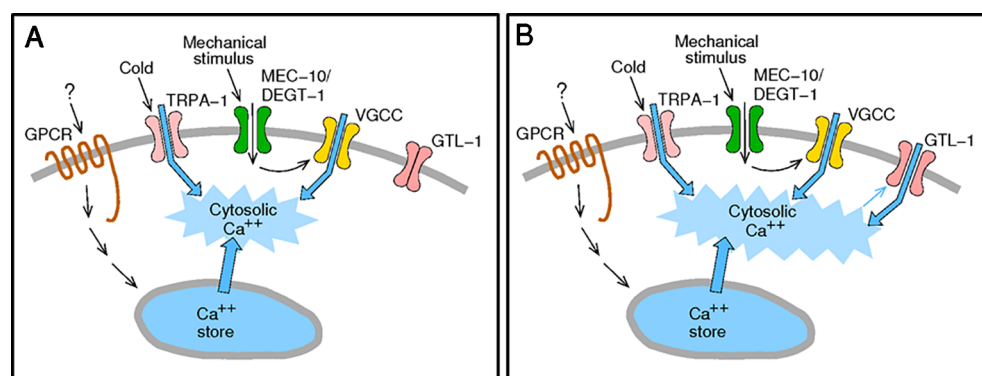 A
Mechanical
stimulus
Cold
MEC-10/
DEGT-1
?
TRPA-1
VGCC
GPCR
GTL-1
Cytosolic
Ca++
Ca++
store
B
Mechanical
stimulus
Cold
MEC-10/
DEGT-1
?
TRPA-1
VGCC
GPCR
GTL-1
Cytosolic
Ca++
Ca++
store